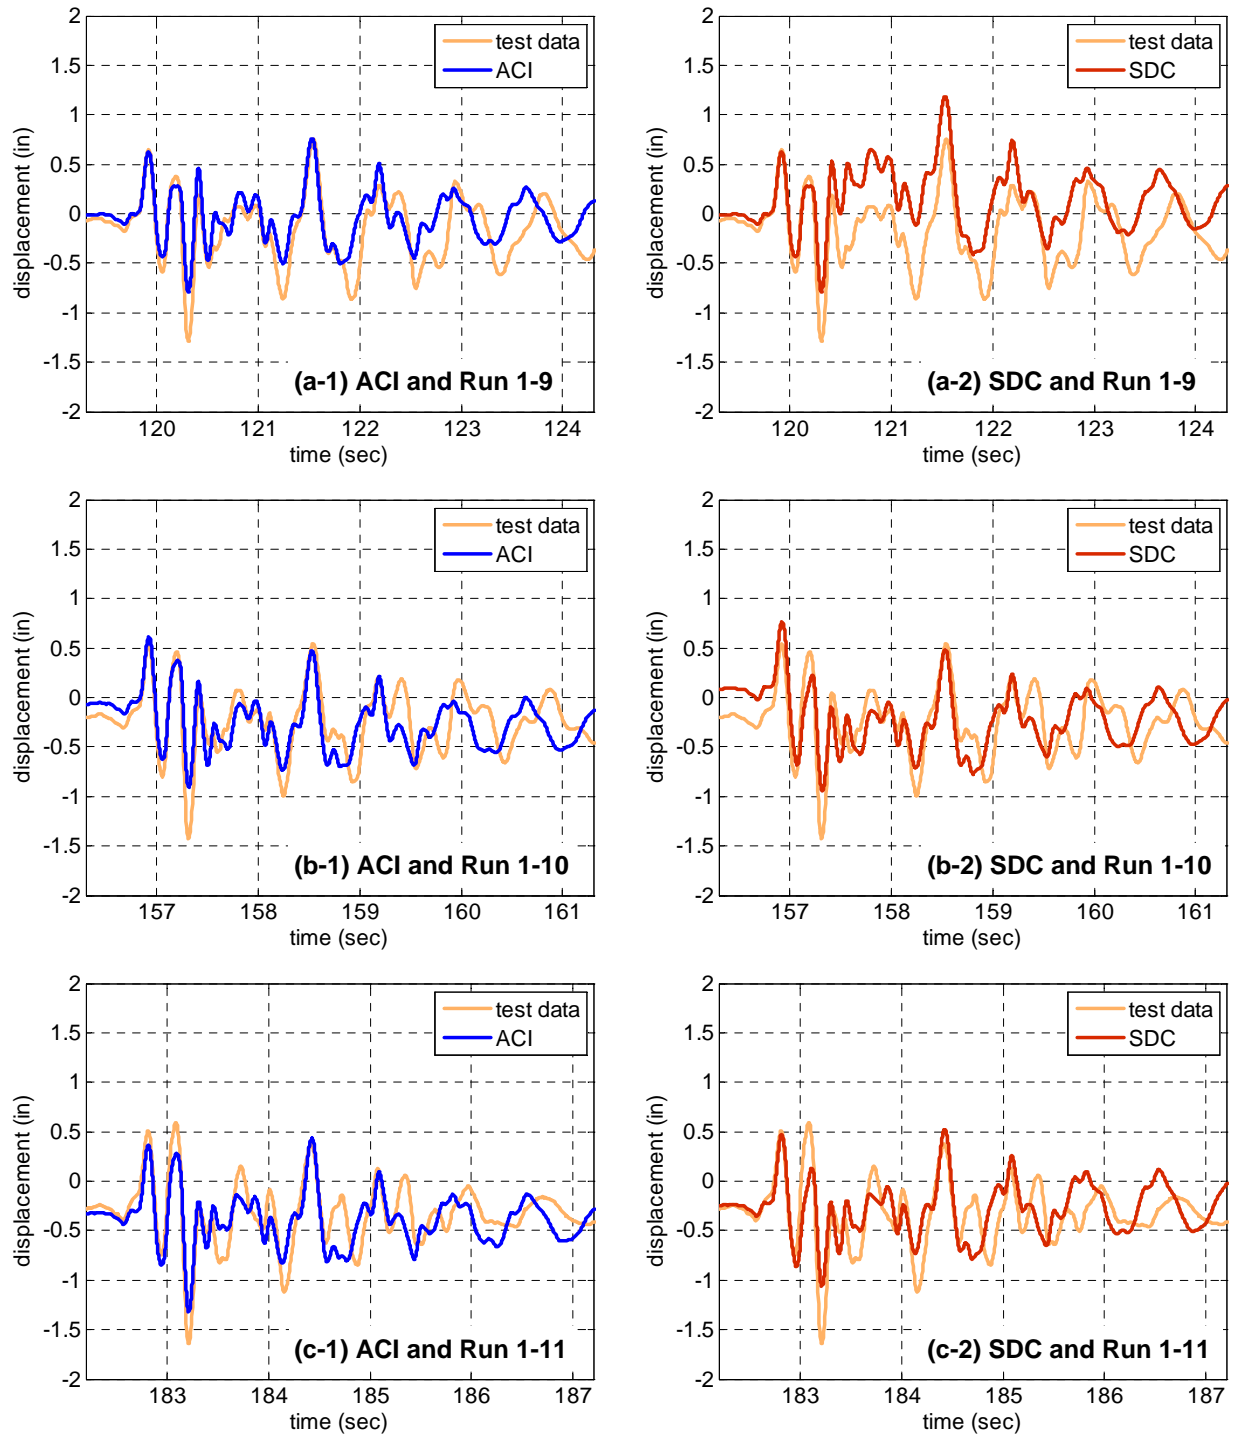 2
1.5
1
0.5
0
-0.5
-1
-1.5
-2
displacement (in)
test data
ACI
(a-1) ACI and Run 1-9
120 121 122 123 124
time (sec)
2
1.5
1
0.5
0
-0.5
-1
-1.5
-2
displacement (in)
test data
SDC
(a-2) SDC and Run 1-9
120 121 122 123 124
time (sec)
2
1.5
1
0.5
0
-0.5
-1
-1.5
-2
displacement (in)
test data
ACI
(b-1) ACI and Run 1-10
157 158 159 160 161
time (sec)
2
1.5
1
0.5
0
-0.5
-1
-1.5
-2
displacement (in)
test data
SDC
(b-2) SDC and Run 1-10
157 158 159 160 161
time (sec)
2
1.5
1
0.5
0
-0.5
-1
-1.5
-2
displacement (in)
test data
ACI
(c-1) ACI and Run 1-11
183 184 185 186 187
time (sec)
2
1.5
1
0.5
0
-0.5
-1
-1.5
-2
displacement (in)
test data
SDC
(c-2) SDC and Run 1-11
183 184 185 186 187
time (sec)